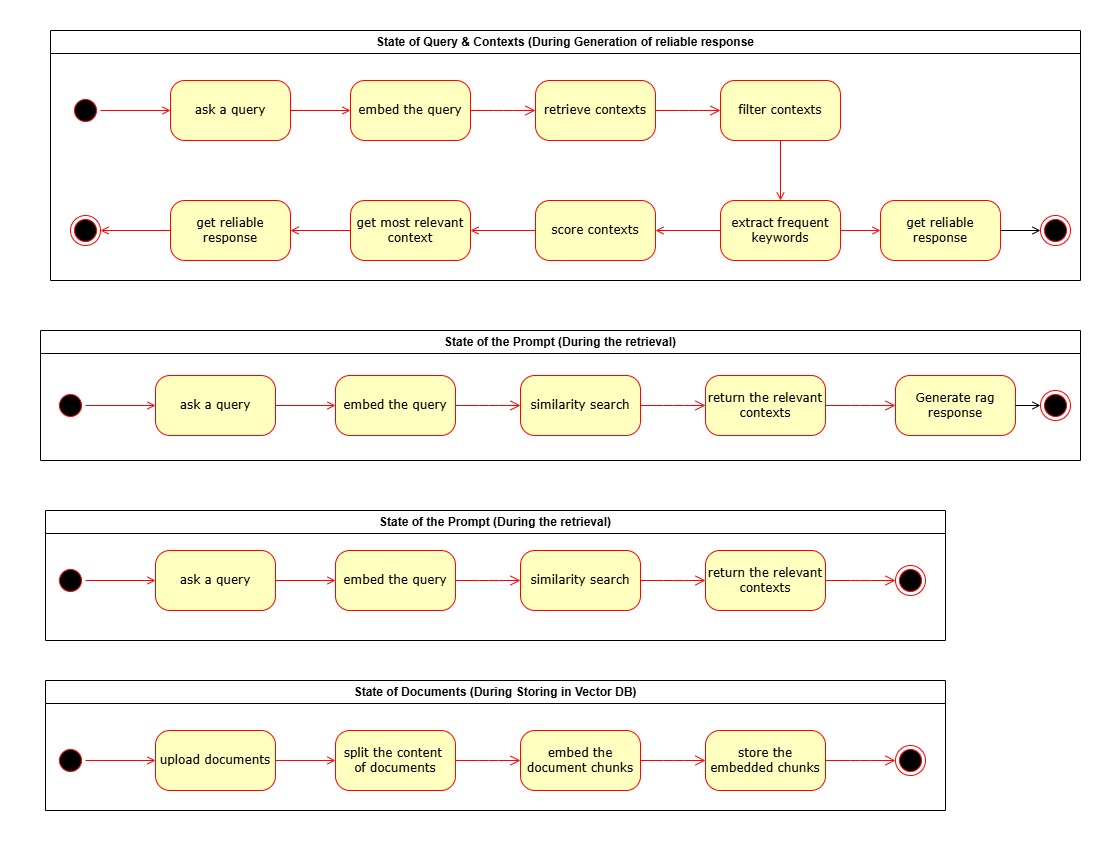 State of Query & Contexts (During Generation of reliable response
ask a query
embed the query
retrieve contexts
filter contexts
get reliable
response
get most relevant
context
score contexts
extract frequent
keywords
get reliable
response
State of the Prompt (During the retrieval)
ask a query
embed the query
similarity search
return the relevant
contexts
Generate rag
response
State of the Prompt (During the retrieval)
ask a query
embed the query
similarity search
return the relevant
contexts
State of Documents (During Storing in Vector DB)
upload documents
split the content
of documents
embed the
document chunks
store the
embedded chunks